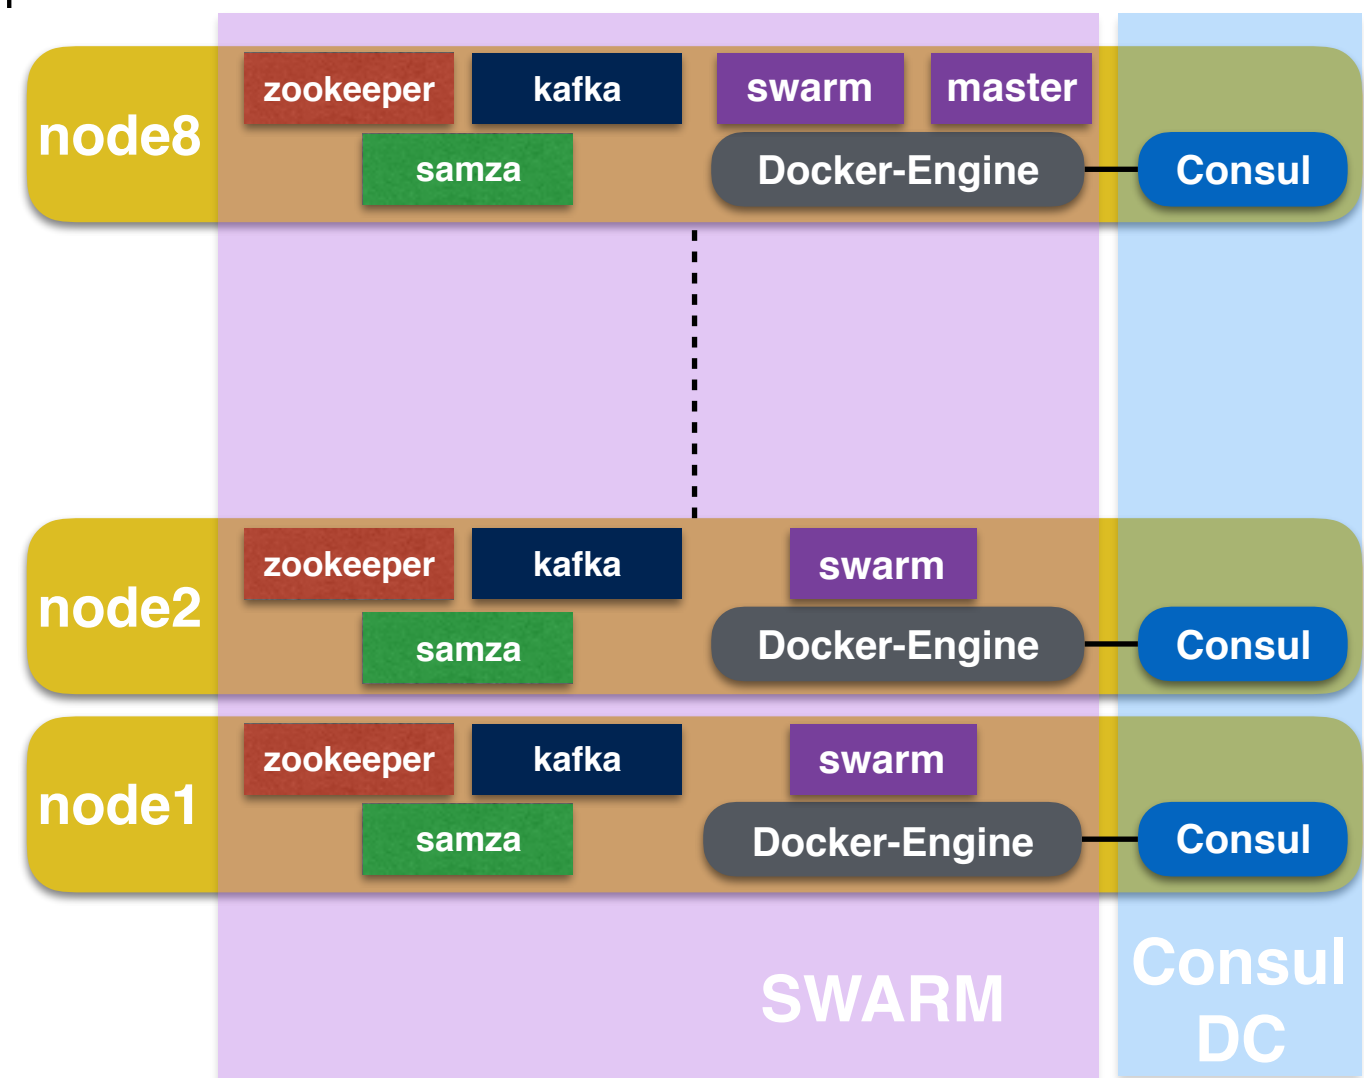 node8
zookeeper kafka swarm master
samza Docker-Engine Consul
node2
zookeeper kafka swarm
samza Docker-Engine Consul
node1
zookeeper kafka swarm
samza Docker-Engine Consul
SWARM
Consul
DC